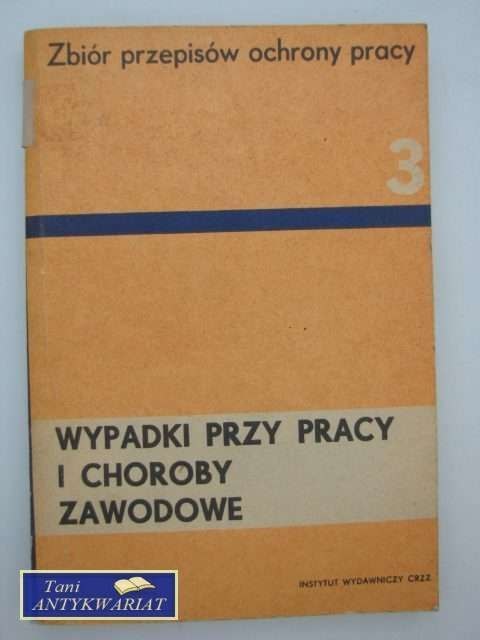 Zbiór przepisów ochrony pracy
3
WYPADKI PRZY PRACY
I CHOROBY
ZAWODOWE
INSTYTUT WYDAWNICZY CRZZ
Tani
ANTYKWARIAT